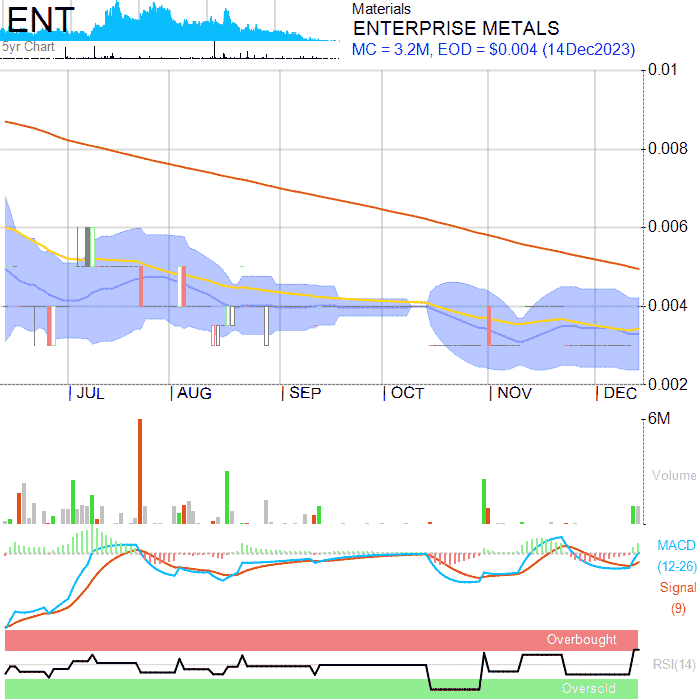 ENT
5yr Chart
Materials
ENTERPRISE METALS
MC = 3.2M, EOD = $0.004 (14Dec2023)
0.01
0.008
0.006
0.004
0.002
JUL AUG SEP OCT NOV DEC
6M
Volume
MACD
(12-26)
Signal
(9)
Overbought
RSI(14)
Oversold